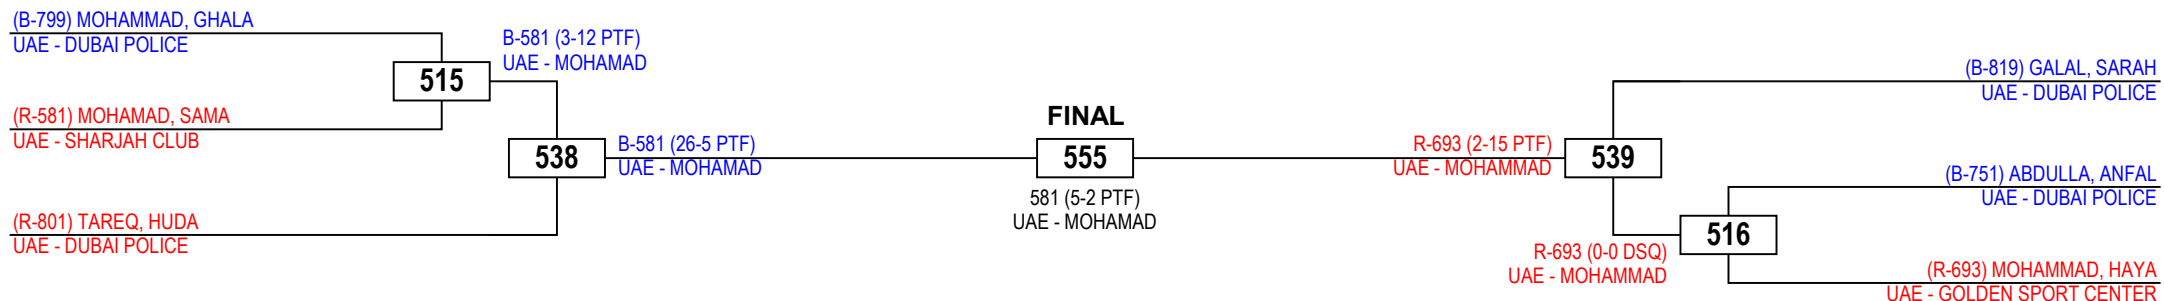 (B-799) MOHAMMAD, GHALA
UAE - DUBAI POLICE
B-581 (3-12 PTF)
UAE - MOHAMAD
515
(R-581) MOHAMAD, SAMA
UAE - SHARJAH CLUB
538
B-581 (26-5 PTF)
UAE - MOHAMAD
(R-801) TAREQ, HUDA
UAE - DUBAI POLICE
FINAL
555
581 (5-2 PTF)
UAE - MOHAMAD
(B-819) GALAL, SARAH
UAE - DUBAI POLICE
R-693 (2-15 PTF)
UAE - MOHAMMAD
539
(B-751) ABDULLA, ANFAL
UAE - DUBAI POLICE
516
R-693 (0-0 DSQ)
UAE - MOHAMMAD
(R-693) MOHAMMAD, HAYA
UAE - GOLDEN SPORT CENTER